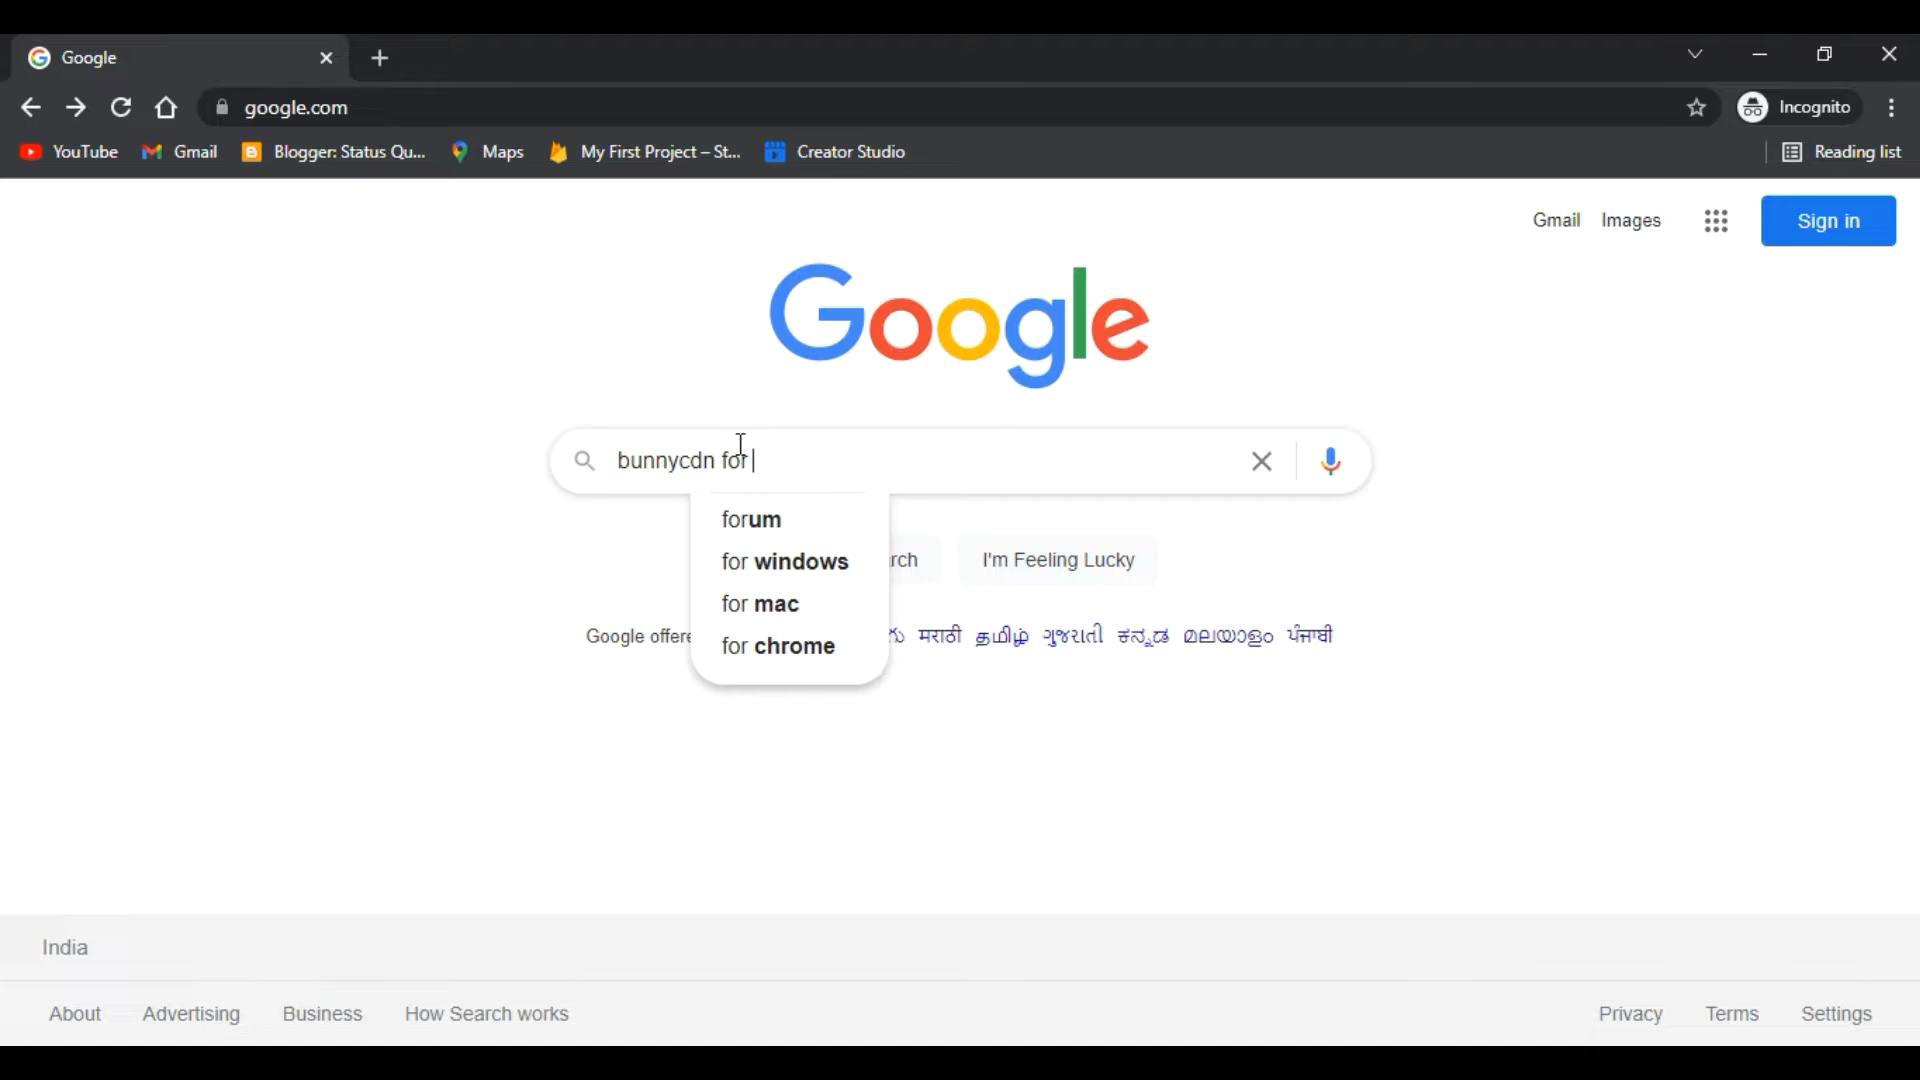 Google
google.com
Incognito
YouTube Gmail Blogger: Status Qu... Maps My First Project – St... Creator Studio Reading list
Gmail Images Sign in
Google
bunnycdn for
forum
for windows
rch I'm Feeling Lucky
for mac
Google offere मराठी தமிழ் ગુજરાતી ಕನ್ನಡ മലയാളം ਪੰਜਾਬੀ
for chrome
India
About Advertising Business How Search works Privacy Terms Settings